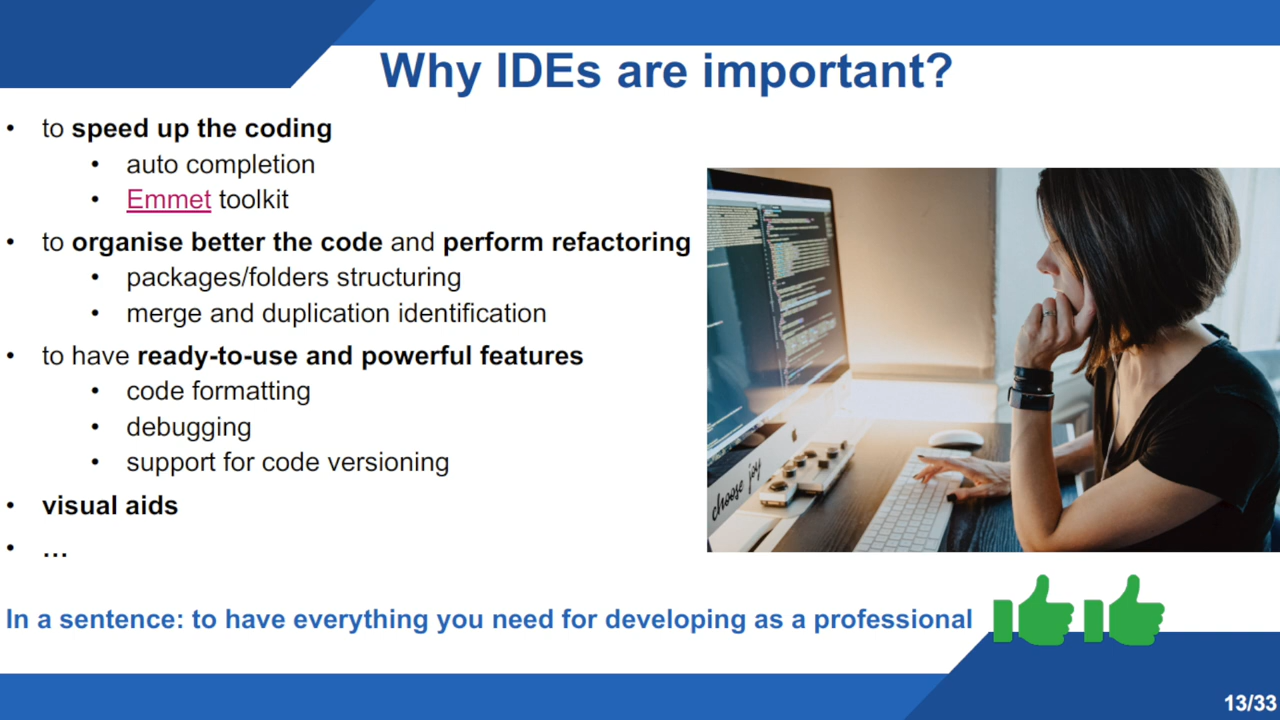 Why IDEs are important?
• to speed up the coding
• auto completion
• Emmet toolkit
• to organise better the code and perform refactoring
• packages/folders structuring
• merge and duplication identification
• to have ready-to-use and powerful features
• code formatting
• debugging
• support for code versioning
• visual aids
• ...
choose joy
In a sentence: to have everything you need for developing as a professional
13/33